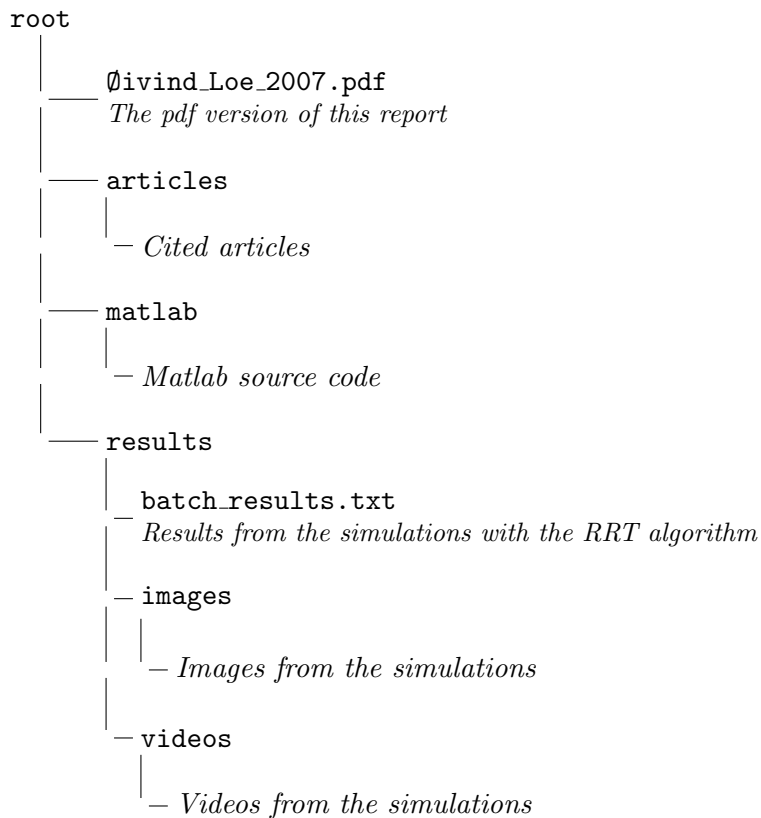 root
Øivind_Loe_2007.pdf
The pdf version of this report
articles
Cited articles
matlab
Matlab source code
results
batch_results.txt
Results from the simulations with the RRT algorithm
images
Images from the simulations
videos
Videos from the simulations